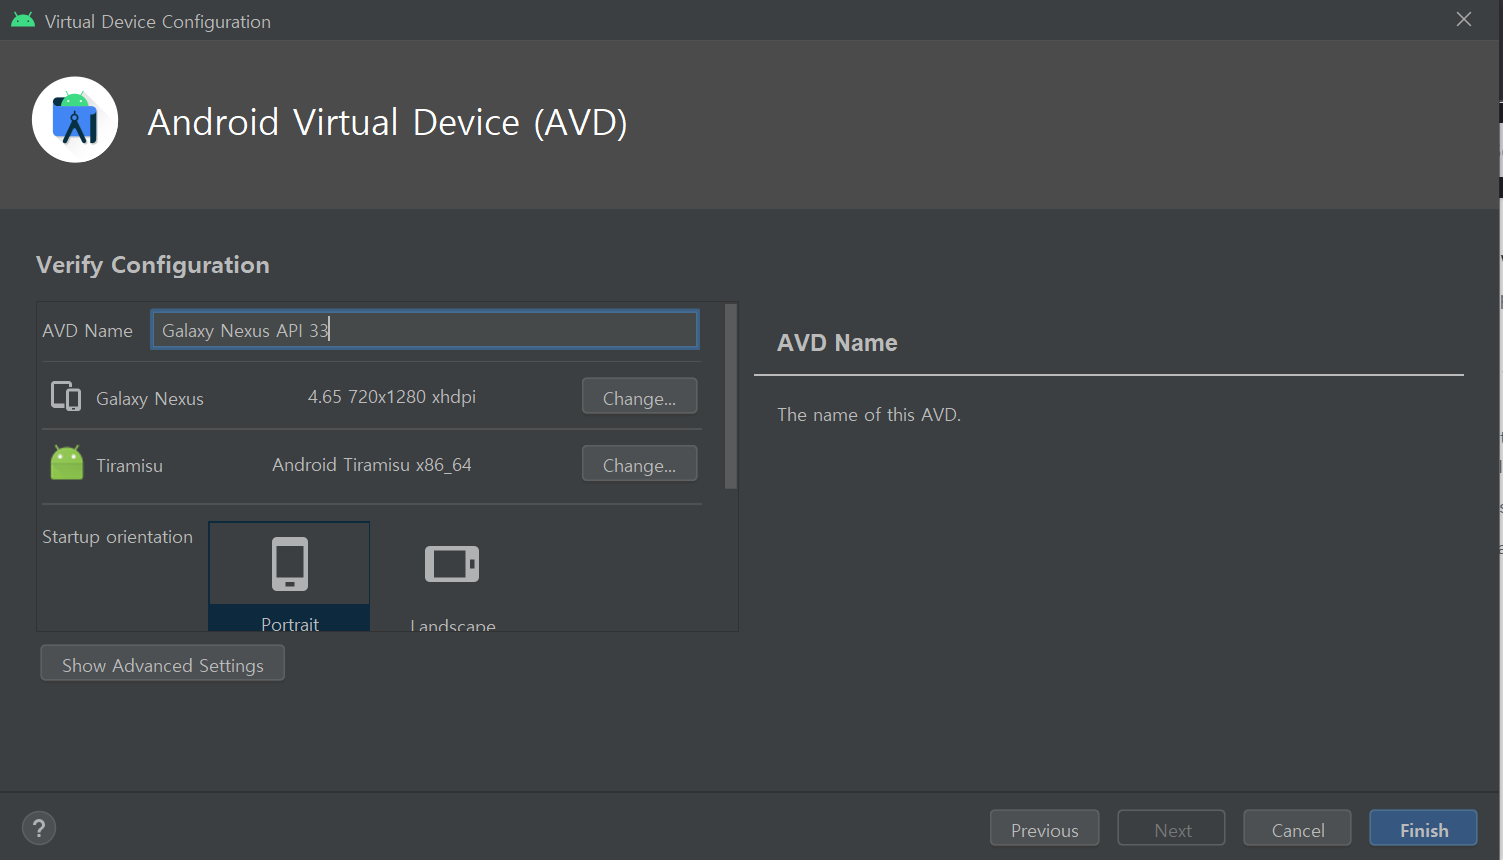 Virtual Device Configuration
Android Virtual Device (AVD)
Verify Configuration
AVD Name Galaxy Nexus API 33
Galaxy Nexus 4.65 720x1280 xhdpi Change...
Tiramisu Android Tiramisu x86_64 Change...
Startup orientation
Portrait Landscape
Show Advanced Settings
AVD Name
The name of this AVD.
? Previous Next Cancel Finish